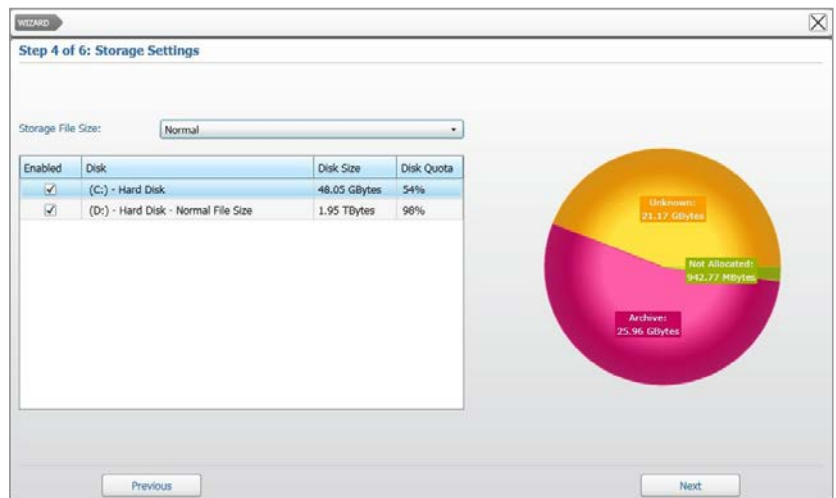 WIZARD
Step 4 of 6: Storage Settings
Storage File Size: Normal
Enabled Disk Disk Size Disk Quota
(C:) - Hard Disk 48.05 GBytes 54%
(D:) - Hard Disk - Normal File Size 1.95 TBytes 98%
Unknown:
21.17 GBytes
Not Allocated:
942.77 MBytes
Archive:
25.96 GBytes
Previous Next